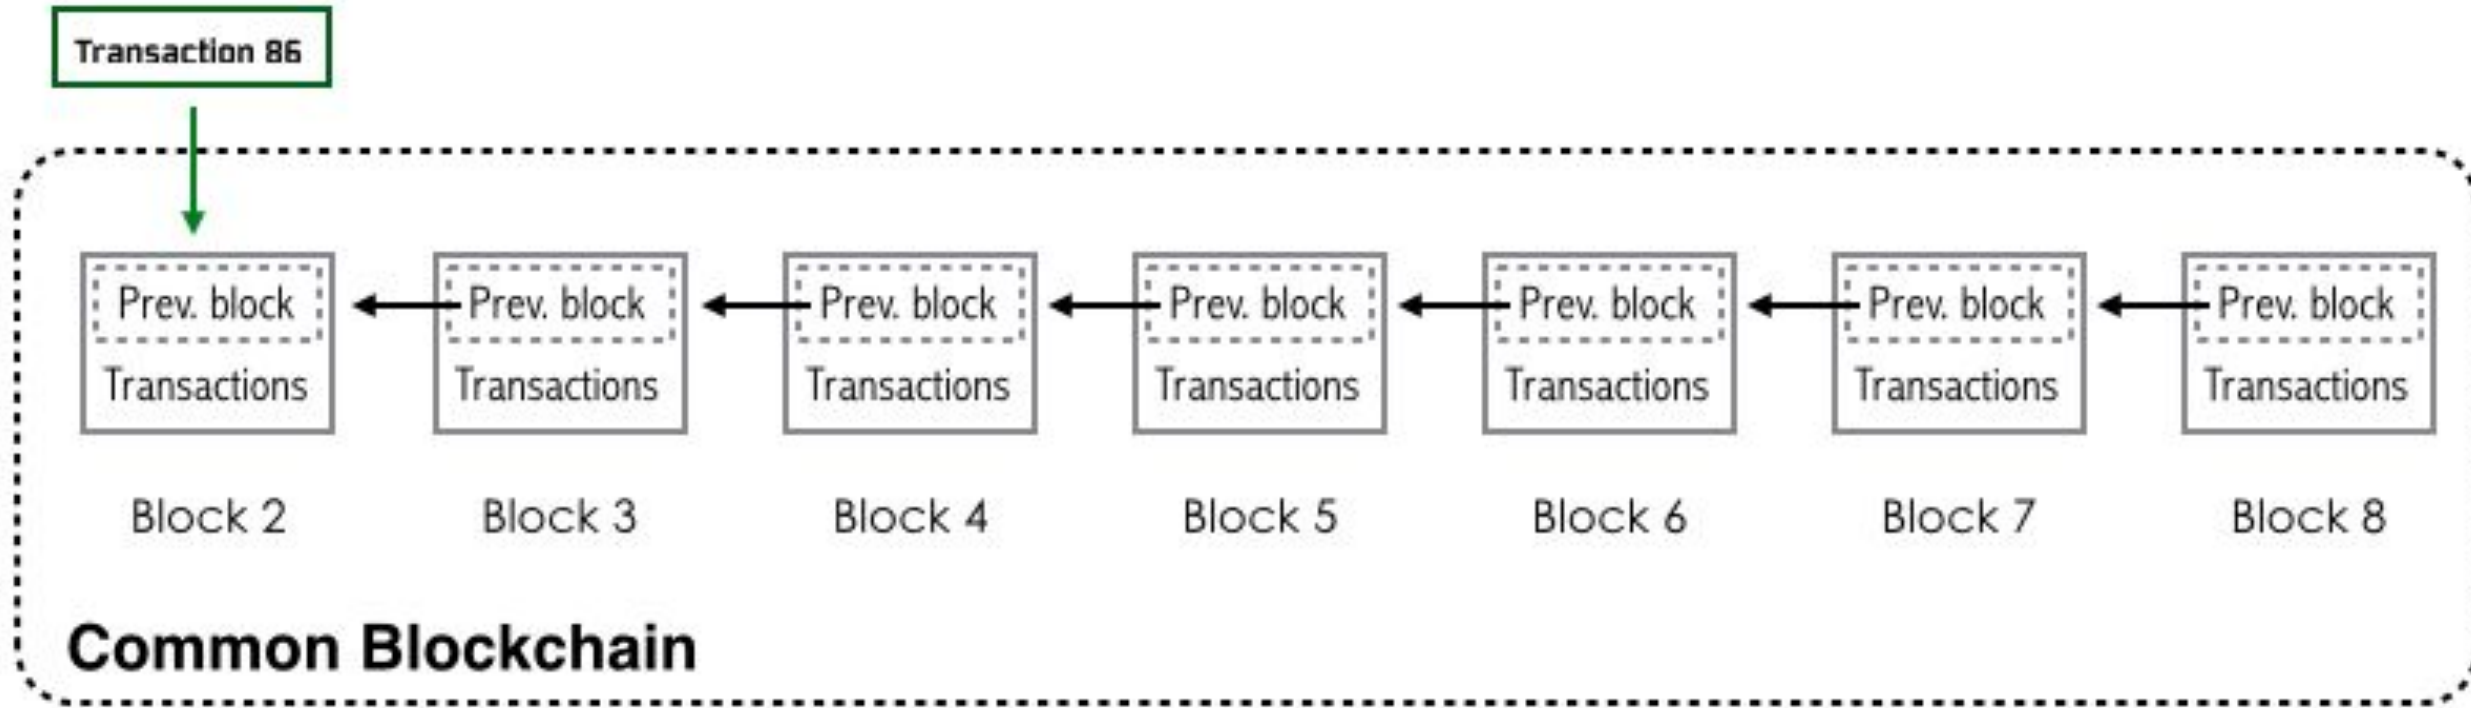 Transaction 86
Prev. block Prev. block Prev. block Prev. block Prev. block Prev. block Prev. block
Transactions Transactions Transactions Transactions Transactions Transactions Transactions
Block 2 Block 3 Block 4 Block 5 Block 6 Block 7 Block 8
Common Blockchain